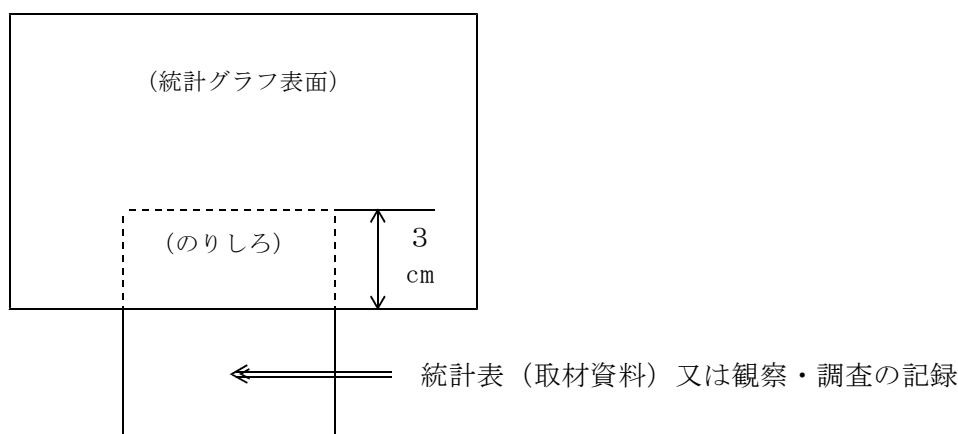 （統計グラフ表面）
（のりしろ）
３
cm
統計表（取材資料）又は観察・調査の記録